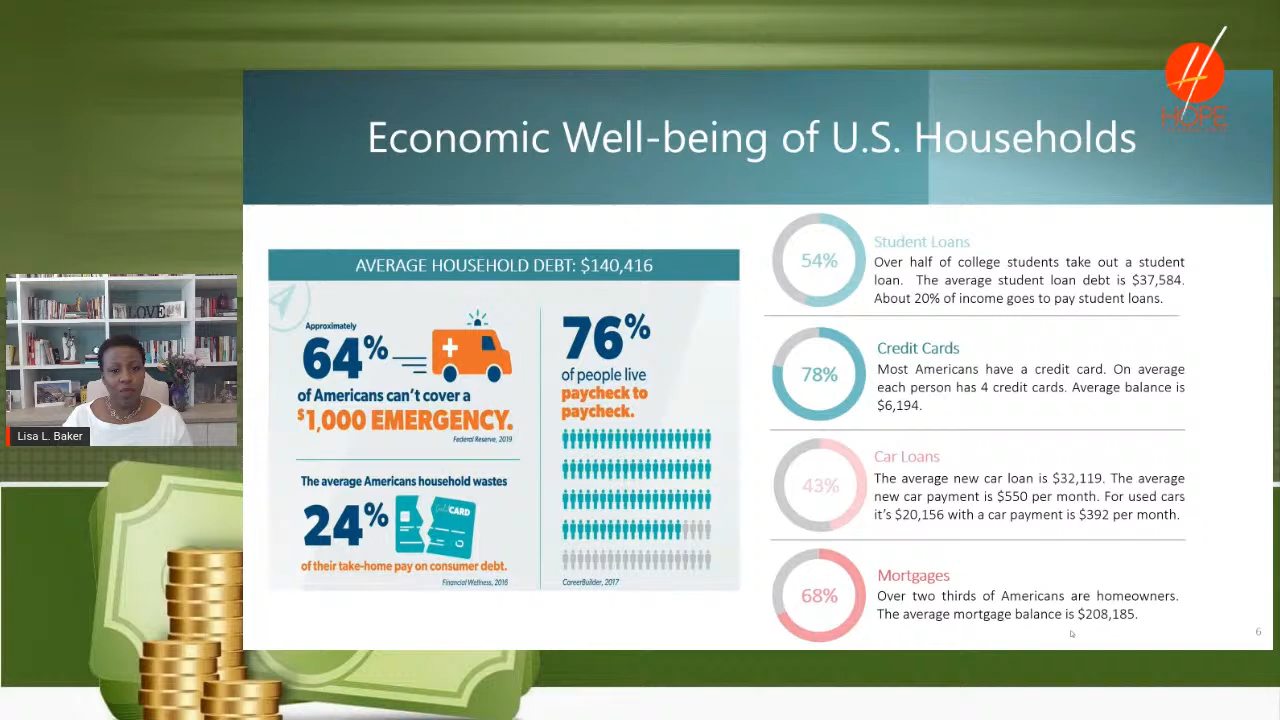 HOPE
Economic Well-being of U.S. Households
AVERAGE HOUSEHOLD DEBT: $140,416
Approximately
64%
of Americans can't cover a
$1,000 EMERGENCY.
Federal Reserve, 2019
The average Americans household wastes
24%
CARD
of their take-home pay on consumer debt.
Financial Wellness, 2016
76%
of people live
paycheck to
paycheck.
CareerBuilder, 2017
54%
Student Loans
Over half of college students take out a student
loan. The average student loan debt is $37,584.
About 20% of income goes to pay student loans.
78%
Credit Cards
Most Americans have a credit card. On average
each person has 4 credit cards. Average balance is
$6,194.
43%
Car Loans
The average new car loan is $32,119. The average
new car payment is $550 per month. For used cars
it's $20,156 with a car payment is $392 per month.
68%
Mortgages
Over two thirds of Americans are homeowners.
The average mortgage balance is $208,185.
6
LOVE
Lisa L. Baker